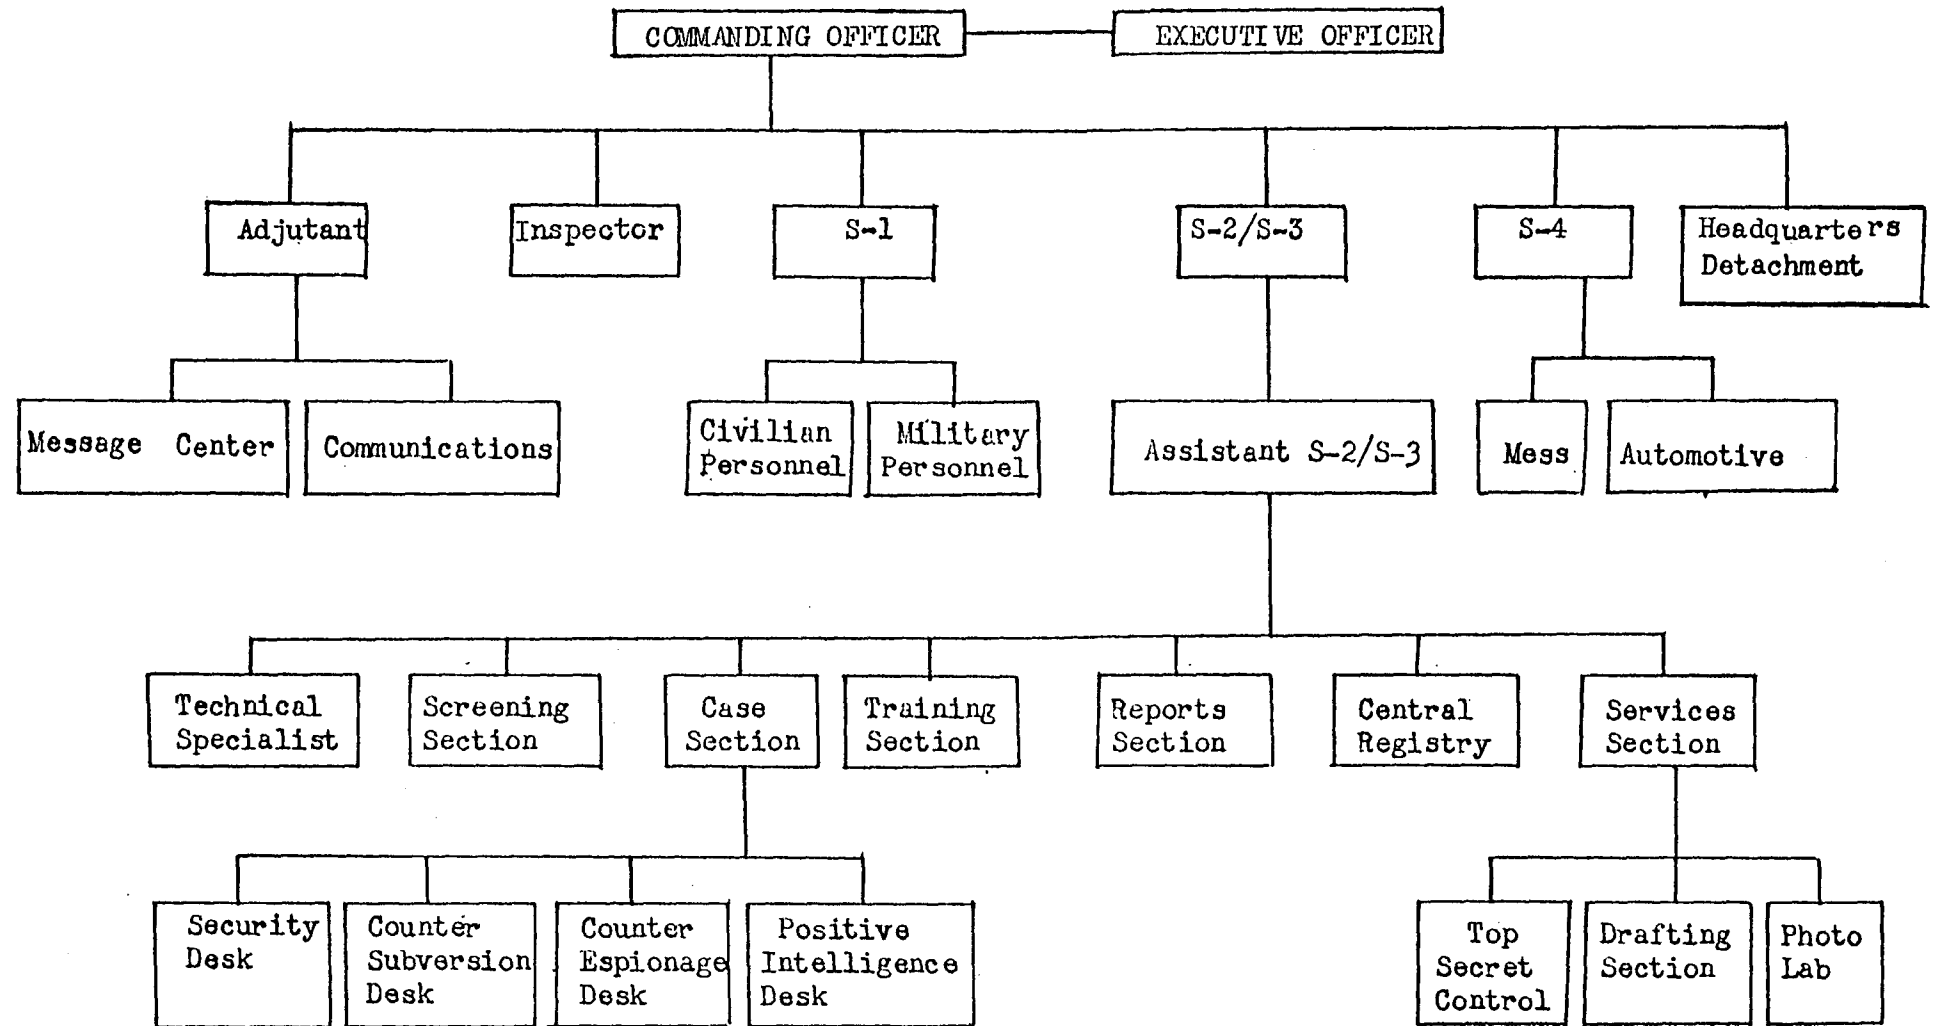 COMMANDING OFFICER
EXECUTIVE OFFICER
Adjutant
Inspector
S-1
S-2/S-3
S-4
Headquarters
Detachment
Message Center
Communications
Civilian
Personnel
Military
Personnel
Assistant S-2/S-3
Mess
Automotive
Technical
Specialist
Screening
Section
Case
Section
Training
Section
Reports
Section
Central
Registry
Services
Section
Security
Desk
Counter
Subversion
Desk
Counter
Espionage
Desk
Positive
Intelligence
Desk
Top
Secret
Control
Drafting
Section
Photo
Lab